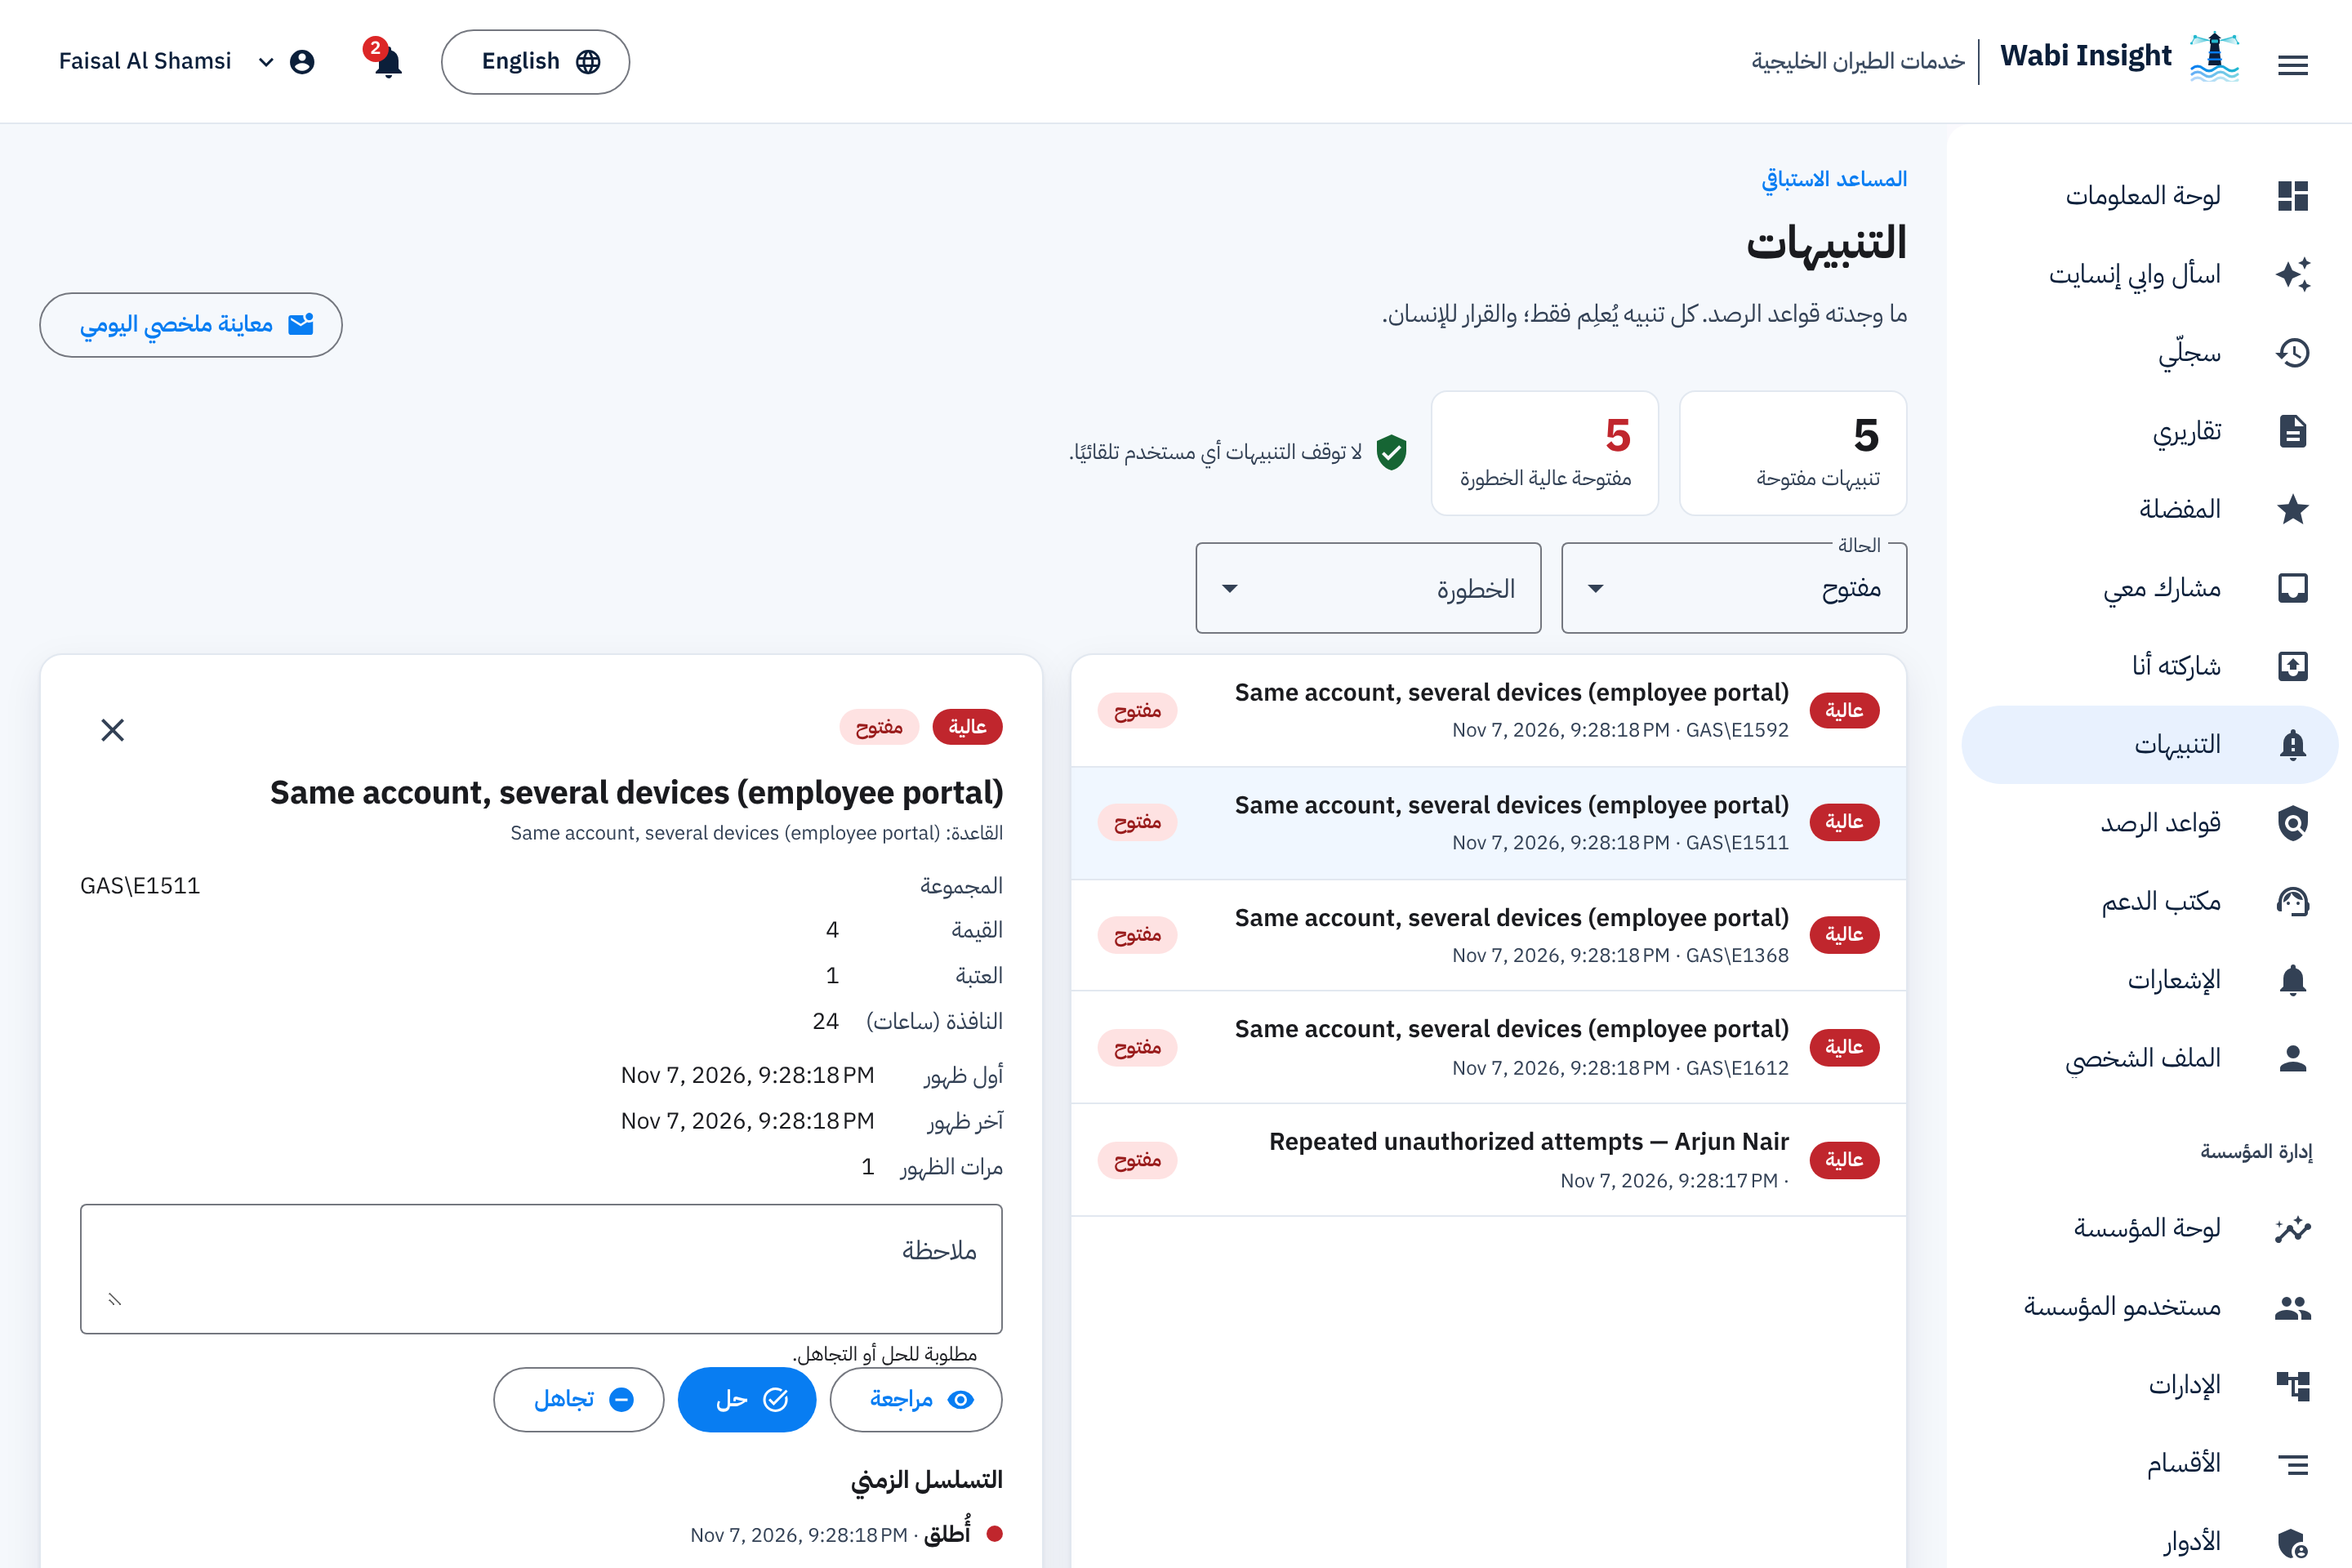 Wabi Insight
خدمات الطيران الخليجية
English
2
Faisal Al Shamsi
لوحة المعلومات
اسأل وابي إنسايت
سجلّي
تقاريري
المفضلة
مشارك معي
شاركته أنا
التنبيهات
قواعد الرصد
مكتب الدعم
الإشعارات
الملف الشخصي
إدارة المؤسسة
لوحة المؤسسة
مستخدمو المؤسسة
الإدارات
الأقسام
الأدوار
المساعد الاستباقي
التنبيهات
ما وجدته قواعد الرصد. كل تنبيه يُعلِم فقط؛ والقرار للإنسان.
معاينة ملخصي اليومي
5
تنبيهات مفتوحة
5
مفتوحة عالية الخطورة
لا توقف التنبيهات أي مستخدم تلقائيًا.
الحالة
مفتوح
الخطورة
عالية
Same account, several devices (employee portal)
Nov 7, 2026, 9:28:18 PM · GAS\E1592
مفتوح
عالية
Same account, several devices (employee portal)
Nov 7, 2026, 9:28:18 PM · GAS\E1511
مفتوح
عالية
Same account, several devices (employee portal)
Nov 7, 2026, 9:28:18 PM · GAS\E1368
مفتوح
عالية
Same account, several devices (employee portal)
Nov 7, 2026, 9:28:18 PM · GAS\E1612
مفتوح
عالية
Repeated unauthorized attempts — Arjun Nair
Nov 7, 2026, 9:28:17 PM ·
مفتوح
عالية مفتوح
Same account, several devices (employee portal)
القاعدة: Same account, several devices (employee portal)
المجموعة GAS\E1511
القيمة 4
العتبة 1
النافذة (ساعات) 24
أول ظهور Nov 7, 2026, 9:28:18 PM
آخر ظهور Nov 7, 2026, 9:28:18 PM
مرات الظهور 1
ملاحظة
مطلوبة للحل أو التجاهل.
مراجعة
حل
تجاهل
التسلسل الزمني
أُطلق · Nov 7, 2026, 9:28:18 PM